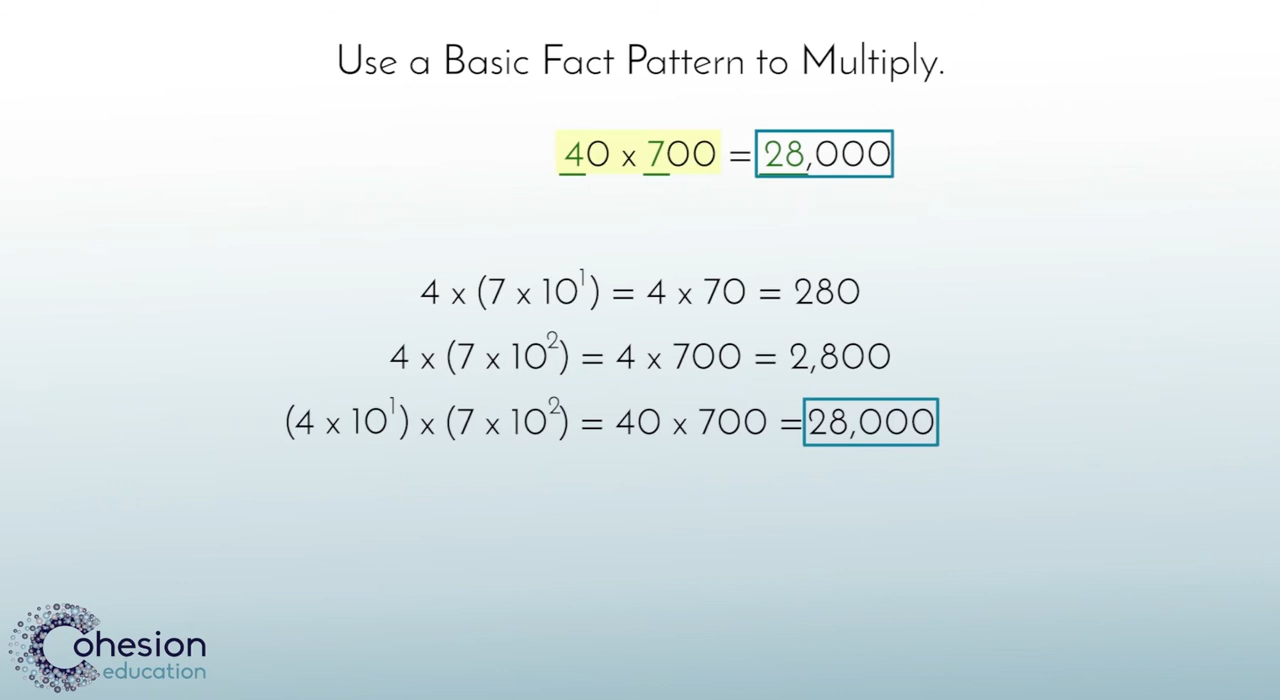 Use a Basic Fact Pattern to Multiply.
40 x 700 = 28,000
4 x (7 x 10¹) = 4 x 70 = 280
4 x (7 x 10²) = 4 x 700 = 2,800
(4 x 10¹) x (7 x 10²) = 40 x 700 = 28,000
Cohesion
education